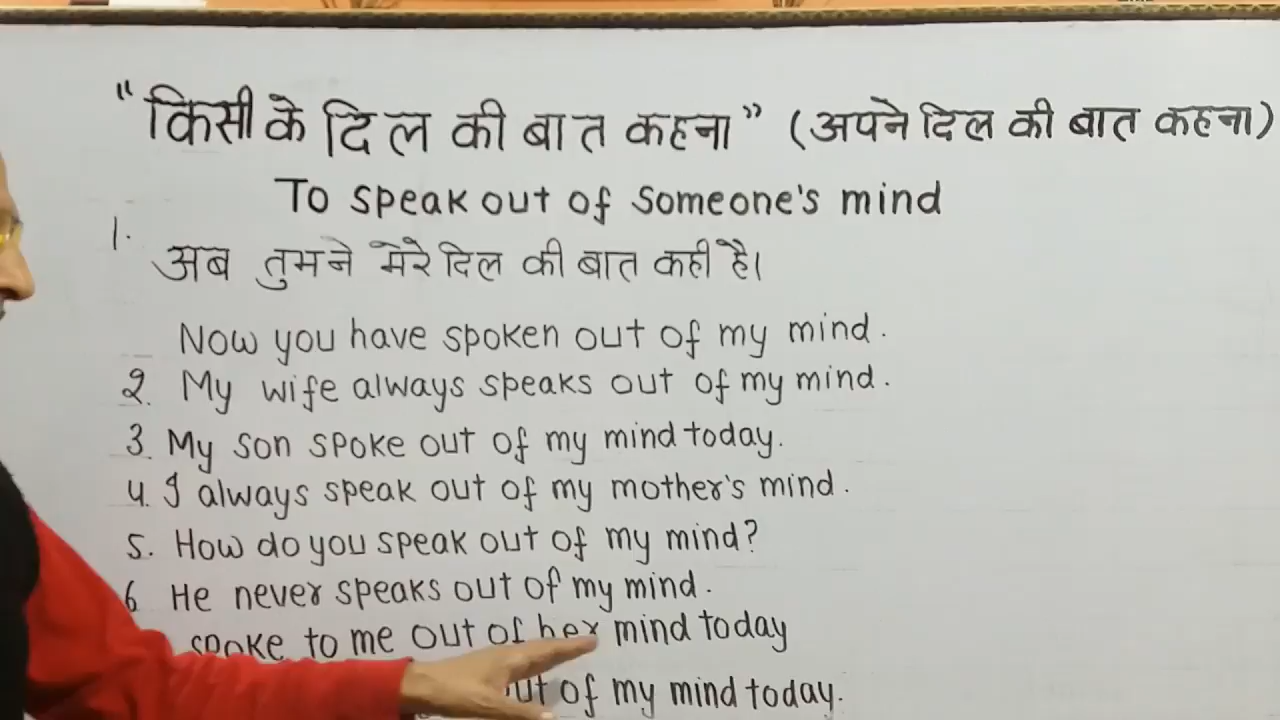 "किसी के दिल की बात कहना" (अपने दिल की बात कहना)
To speak out of someone's mind
1.
अब तुमने मेरे दिल की बात कही है।
Now you have spoken out of my mind.
2. My wife always speaks out of my mind.
3. My son spoke out of my mind today.
4. I always speak out of my mother's mind.
5. How do you speak out of my mind?
6 He never speaks out of my mind.
spoke to me out of her mind today
out of my mind today.